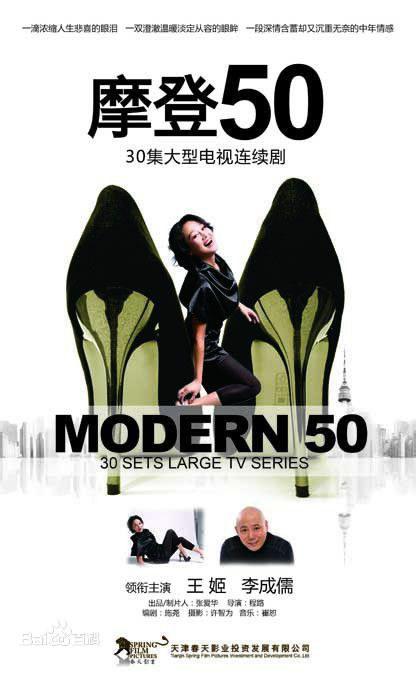 一滴浓缩人生悲喜的眼泪 一双澄澈温暖淡定从容的眼眸 一段深情含蓄却又沉重无奈的中年情感
摩登50
30集大型电视连续剧
MODERN 50
30 SETS LARGE TV SERIES
领衔主演 王姬 李成儒
出品/制片人：张爱华 导演：程路
编剧：施尧 摄影：许智为 音乐：崔恕
Bai百科
SPRING
FILM
PICTURES
春天影业
天津春天影业投资发展有限公司
Tianjin Spring Film Pictures Investment and Development Co.,Ltd